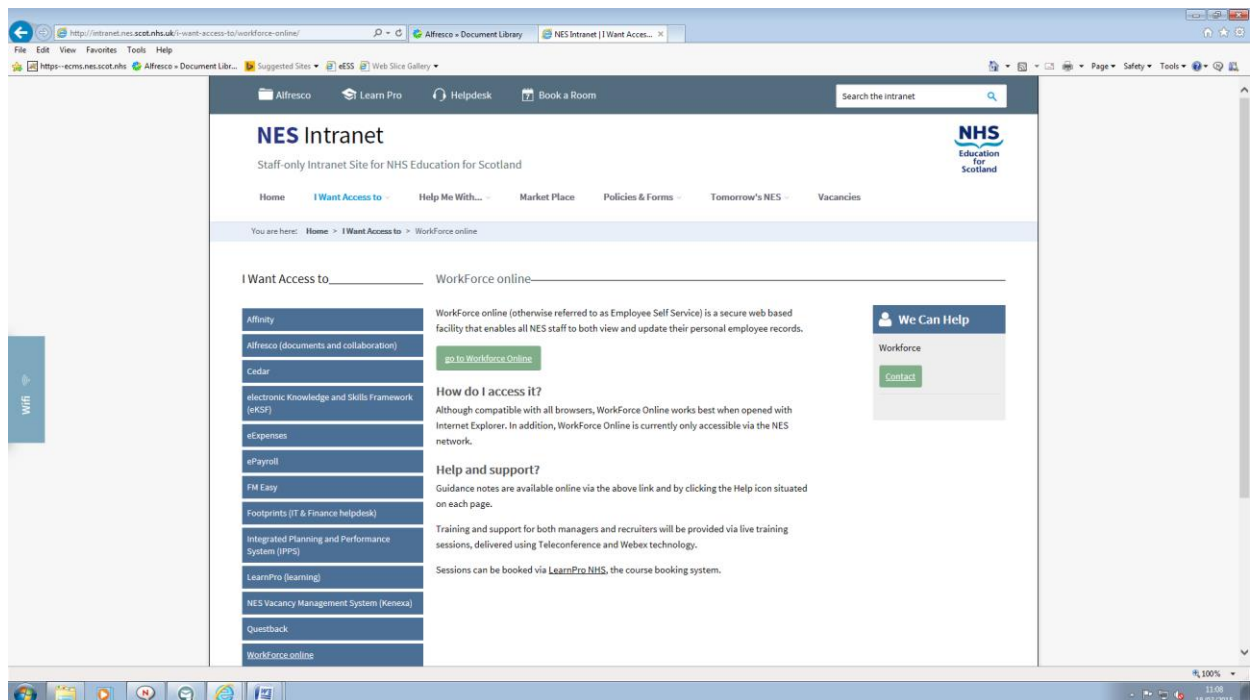 http://intranet.nes.scot.nhs.uk/i-want-access-to/workforce-online/
Alfresco » Document Library
NES Intranet | I Want Acces...
File Edit View Favorites Tools Help
https--ecms.nes.scot.nhs
Alfresco » Document Libr...
Suggested Sites
eESS
Web Slice Gallery
Page Safety Tools
Alfresco
Learn Pro
Helpdesk
Book a Room
Search the intranet
NES Intranet
Staff-only Intranet Site for NHS Education for Scotland
NHS
Education
for
Scotland
Home
I Want Access to
Help Me With...
Market Place
Policies & Forms
Tomorrow's NES
Vacancies
You are here: Home > I Want Access to > WorkForce online
I Want Access to
Affinity
Alfresco (documents and collaboration)
Cedar
electronic Knowledge and Skills Framework
(eKSF)
eExpenses
ePayroll
FM Easy
Footprints (IT & Finance helpdesk)
Integrated Planning and Performance
System (IPPS)
LearnPro (learning)
NES Vacancy Management System (Kenexa)
Questback
WorkForce online
WorkForce online
WorkForce online (otherwise referred to as Employee Self Service) is a secure web based
facility that enables all NES staff to both view and update their personal employee records.
go to Workforce Online
How do I access it?
Although compatible with all browsers, WorkForce Online works best when opened with
Internet Explorer. In addition, WorkForce Online is currently only accessible via the NES
network.
Help and support?
Guidance notes are available online via the above link and by clicking the Help icon situated
on each page.
Training and support for both managers and recruiters will be provided via live training
sessions, delivered using Teleconference and Webex technology.
Sessions can be booked via LearnPro NHS, the course booking system.
We Can Help
Workforce
Contact
Wifi
100%
11:08